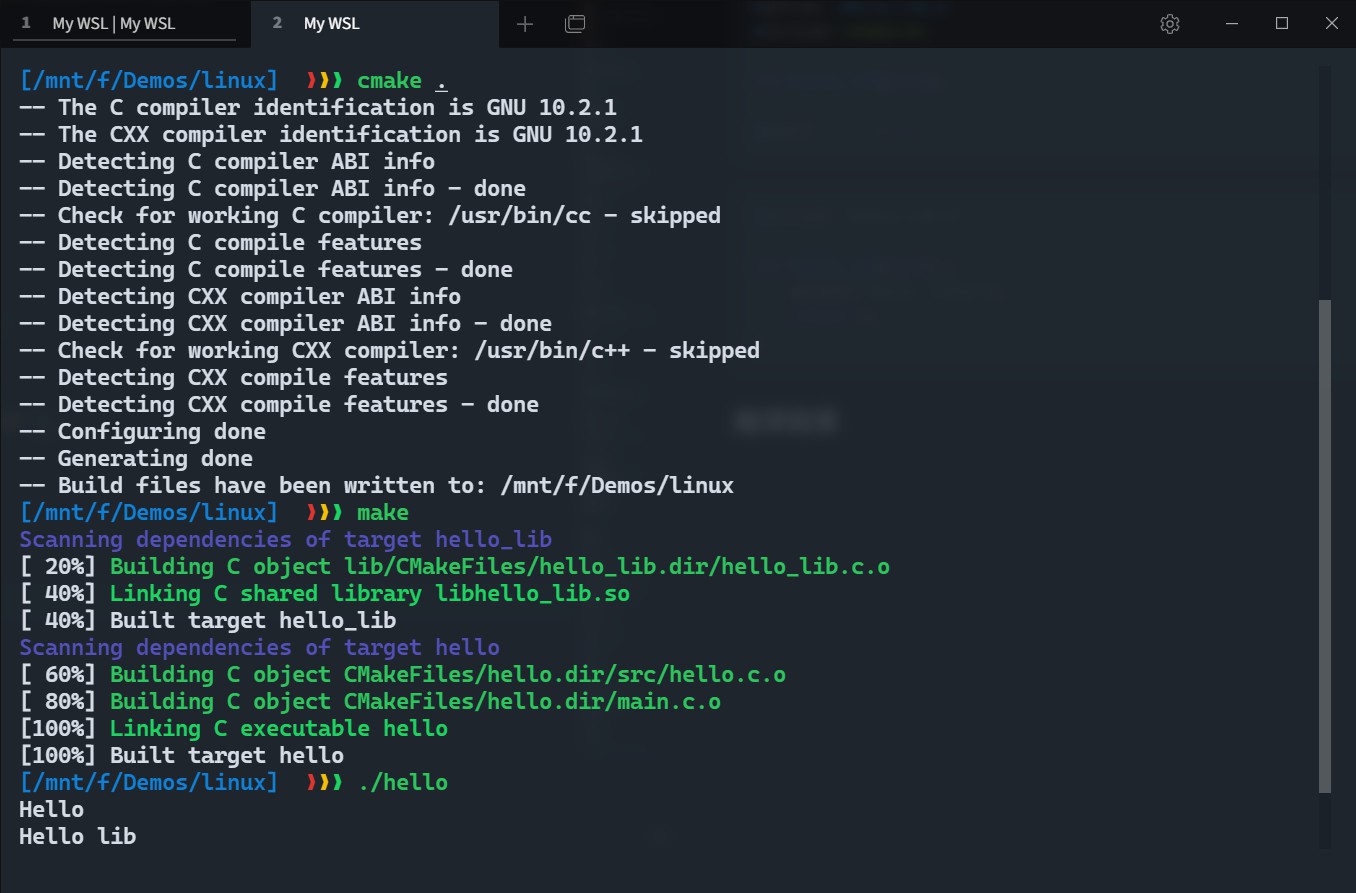 1 My WSL | My WSL 2 My WSL
[/mnt/f/Demos/linux] ❯❯❯ cmake .
-- The C compiler identification is GNU 10.2.1
-- The CXX compiler identification is GNU 10.2.1
-- Detecting C compiler ABI info
-- Detecting C compiler ABI info - done
-- Check for working C compiler: /usr/bin/cc - skipped
-- Detecting C compile features
-- Detecting C compile features - done
-- Detecting CXX compiler ABI info
-- Detecting CXX compiler ABI info - done
-- Check for working CXX compiler: /usr/bin/c++ - skipped
-- Detecting CXX compile features
-- Detecting CXX compile features - done
-- Configuring done
-- Generating done
-- Build files have been written to: /mnt/f/Demos/linux
[/mnt/f/Demos/linux] ❯❯❯ make
Scanning dependencies of target hello_lib
[ 20%] Building C object lib/CMakeFiles/hello_lib.dir/hello_lib.c.o
[ 40%] Linking C shared library libhello_lib.so
[ 40%] Built target hello_lib
Scanning dependencies of target hello
[ 60%] Building C object CMakeFiles/hello.dir/src/hello.c.o
[ 80%] Building C object CMakeFiles/hello.dir/main.c.o
[100%] Linking C executable hello
[100%] Built target hello
[/mnt/f/Demos/linux] ❯❯❯ ./hello
Hello
Hello lib